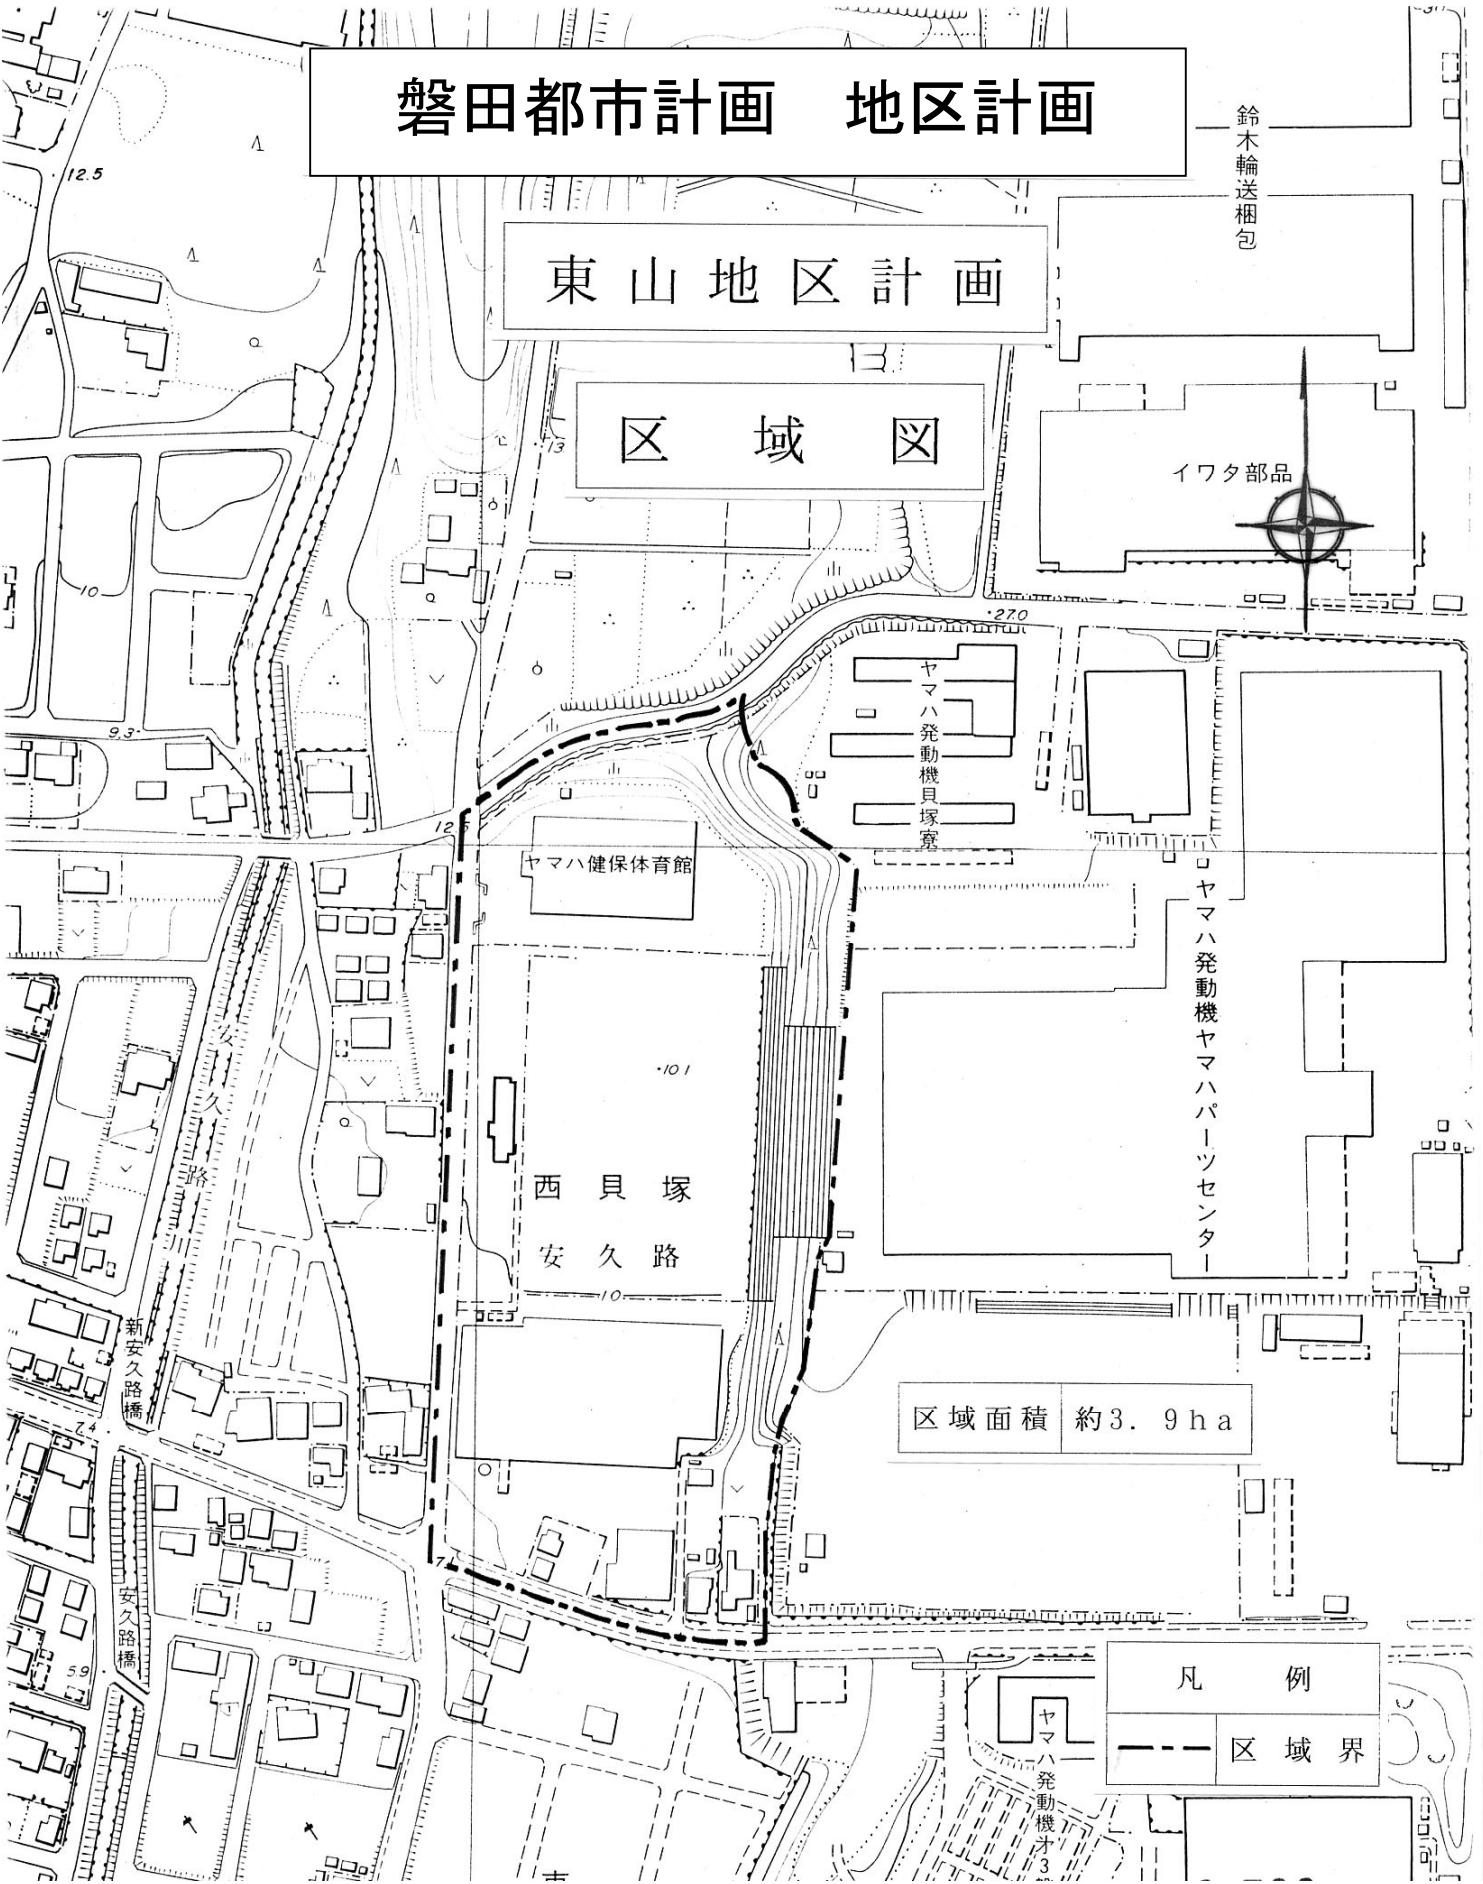 磐田都市計画　地区計画
鈴木輪送梱包
12.5
東山地区計画
区域図
13.
イワタ部品
10
27.0
ヤマハ発動機貝塚寮
9.3
12.5
ヤマハ健保体育館
ヤマハ発動機ヤマハパーツセンター
安久路川
10 1
西貝塚
安久路
10
新安久路橋
区域面積 約3.9ha
7.4
7.1
安久路橋
5.9
凡例
区域界
ヤマハ発動機才3
東